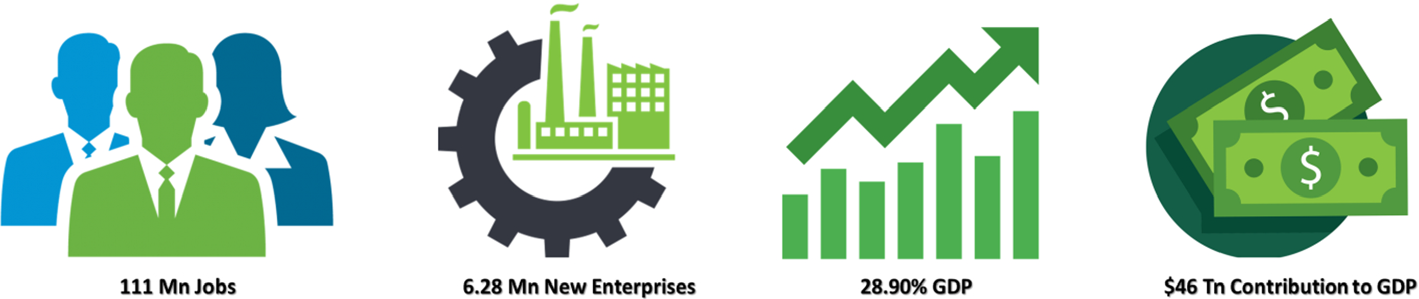 111 Mn Jobs
6.28 Mn New Enterprises
28.90% GDP
$46 Tn Contribution to GDP
$
$